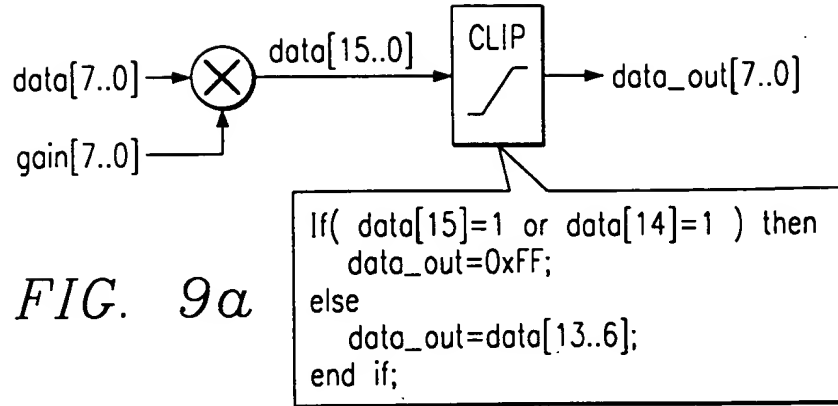 data[7..0]
gain[7..0]
data[15..0]
CLIP
data_out[7..0]
If( data[15]=1 or data[14]=1 ) then
data_out=0xFF;
else
data_out=data[13..6];
end if;
FIG. 9a